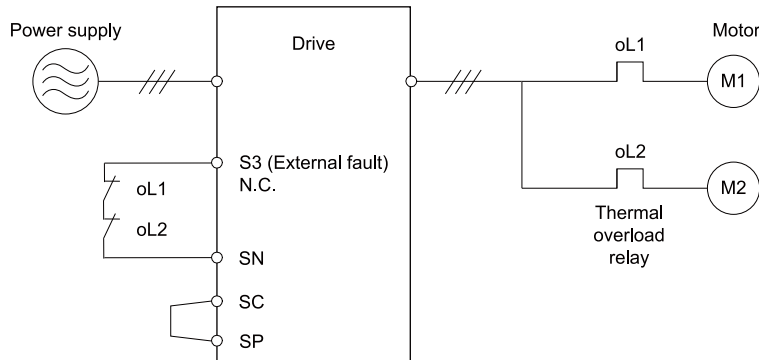 Power supply
Drive
oL1
Motor
M1
S3 (External fault)
N.C.
oL1
oL2
oL2
M2
Thermal
overload
relay
SN
SC
SP